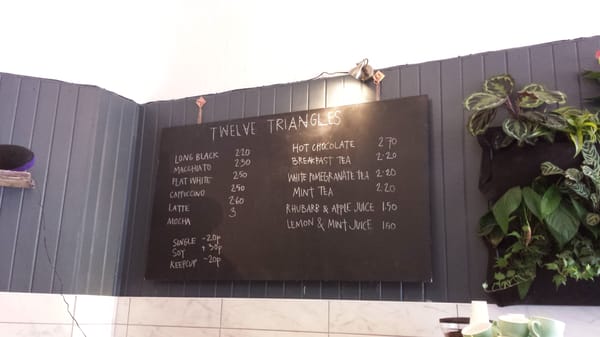 TWELVE TRIANGLES
LONG BLACK 2.20
MACCHIATO 2.30
FLAT WHITE 2.50
CAPPUCCINO 2.50
LATTE 2.60
MOCHA 3
SINGLE -20p
SOY +50p
KEEPCUP -20p
HOT CHOCOLATE 2.70
BREAKFAST TEA 2.20
WHITE POMEGRANATE TEA 2.20
MINT TEA 2.20
RHUBARB & APPLE JUICE 1.50
LEMON & MINT JUICE 1.50